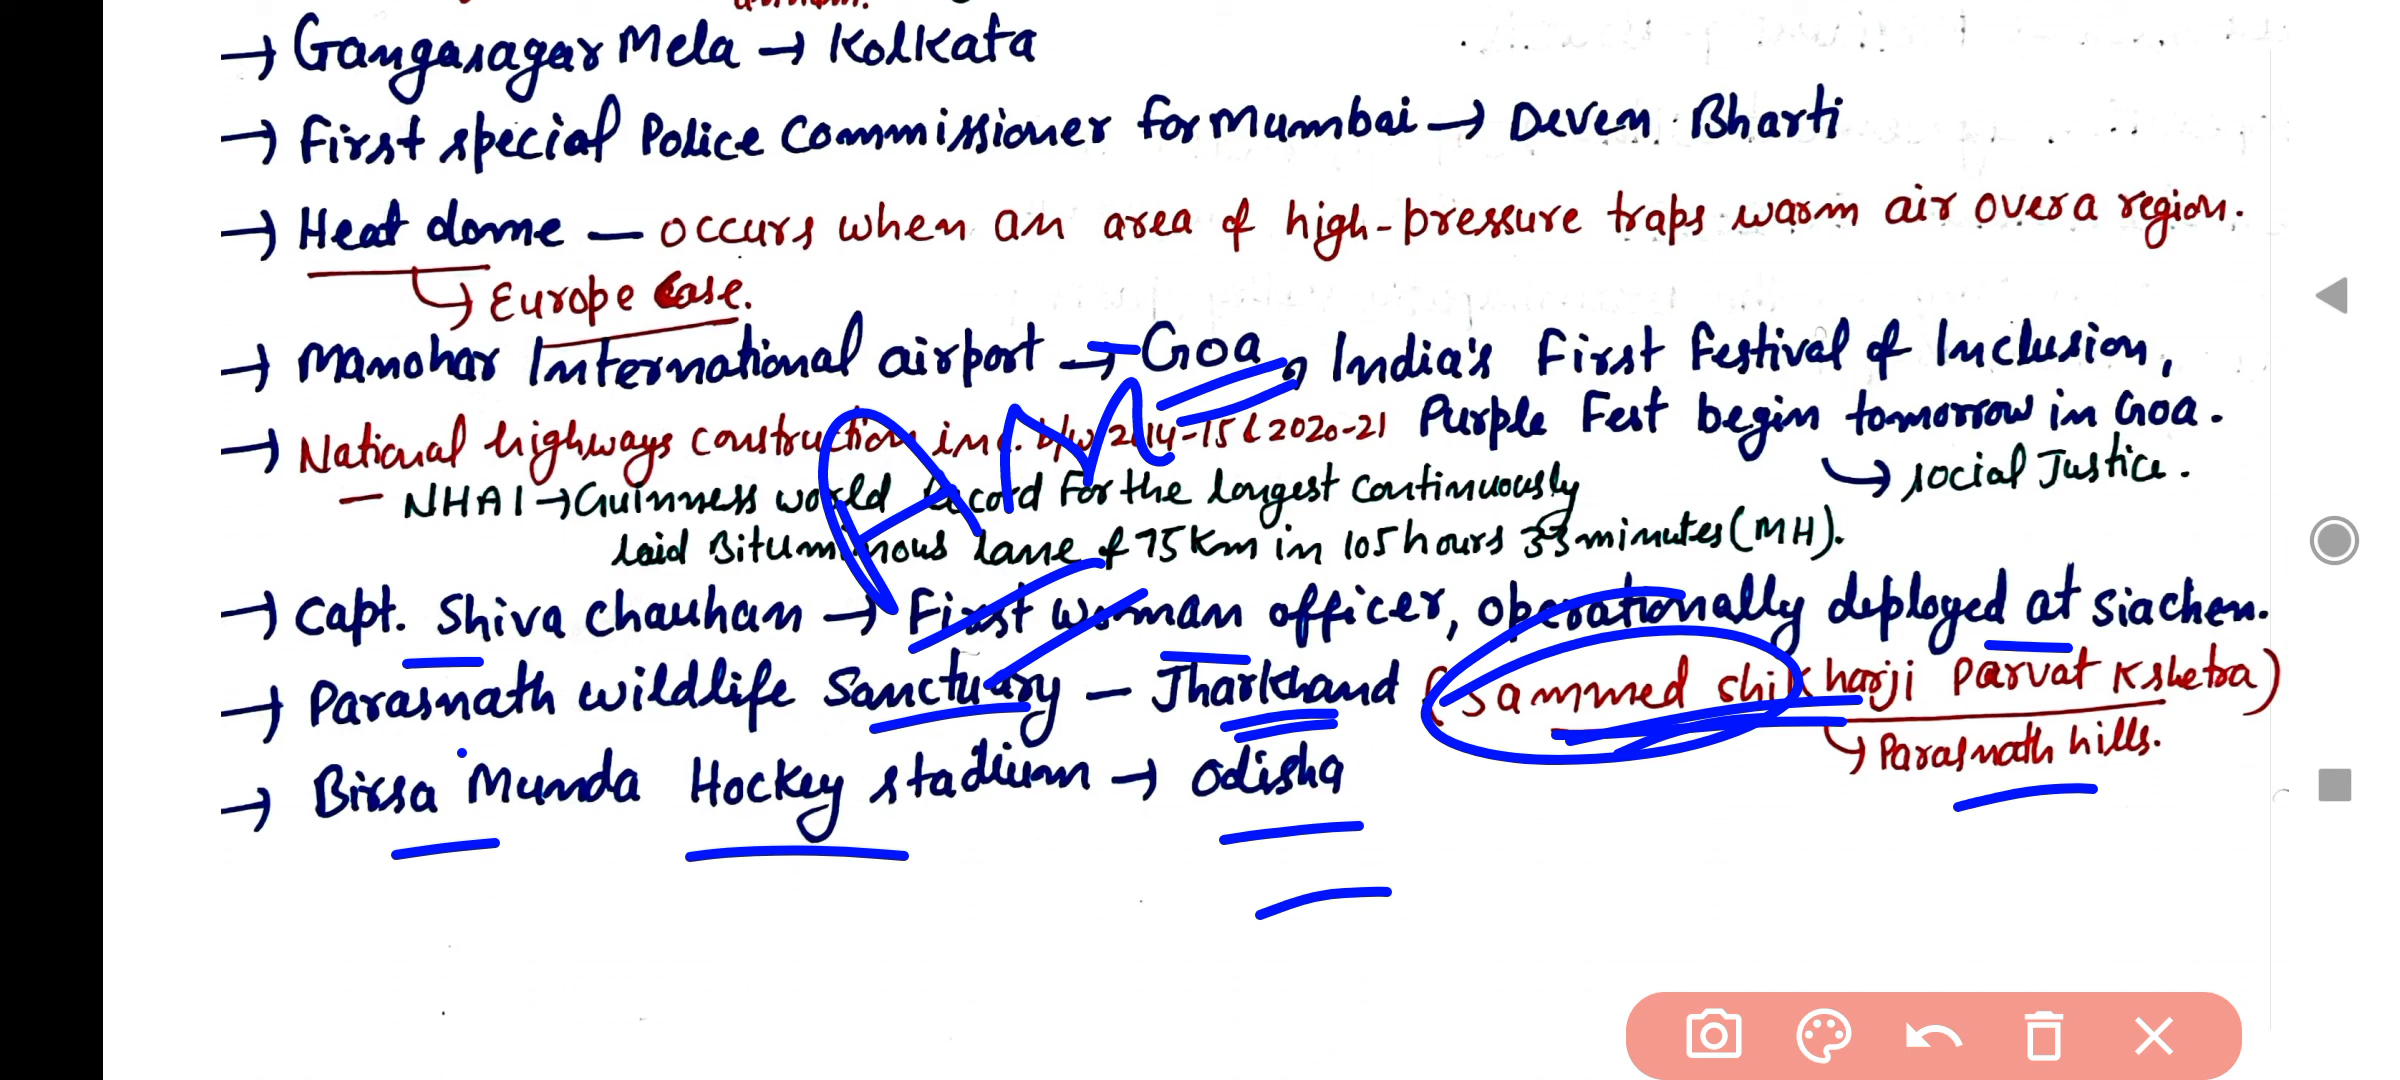 → Gangasagar Mela → Kolkata
→ First special Police Commissioner for Mumbai → Deven Bharti
→ Heat dome — occurs when an area of high-pressure traps warm air over a region.
↳ Europe Case.
→ Manohar International airport → Goa, India's First Festival of Inclusion,
→ National highways construction inc. b/w 2014-15 & 2020-21 Purple Fest begin tomorrow in Goa.
↳ social Justice.
— NHAI → Guinness world record For the longest continuously
laid Bituminous lane of 75 Km in 105 hours 33 minutes (MH).
AM
→ Capt. Shiva Chauhan → First woman officer, operationally deployed at siachen.
→ Parasnath wildlife Sanctuary — Jharkhand (Sammed shikharji Parvat Kshetra)
↳ Parasnath hills.
→ Birsa Munda Hockey stadium → Odisha